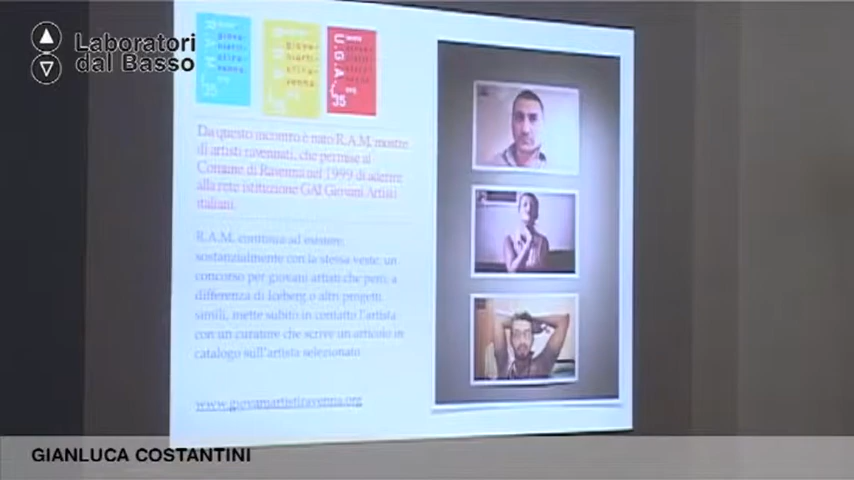 Laboratori
dal Basso
Da questo incontro è nato R.A.M. mostre
di artisti ravennati, che permise al
Comune di Ravenna nel 1999 di aderire
alla rete istituzione GAI Giovani Artisti
italiani.
R.A.M. continua ad esistere
sostanzialmente con la stessa veste, un
concorso per giovani artisti che però, a
differenza di Iceberg o altri progetti
simili, mette subito in contatto l'artista
con un curatore che scrive un articolo in
catalogo sull'artista selezionato
www.giovaniartistiravenna.org
GIANLUCA COSTANTINI